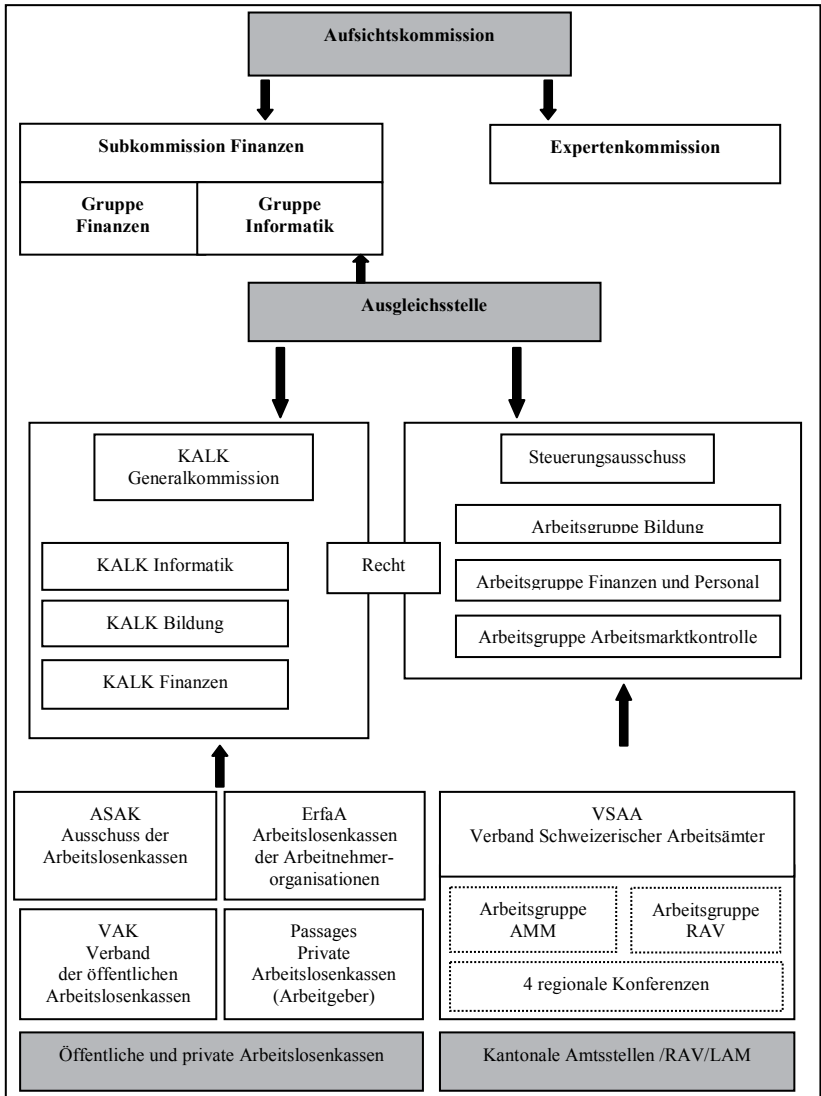 Aufsichtskommission
Subkommission Finanzen
Expertenkommission
Gruppe
Finanzen
Gruppe
Informatik
Ausgleichsstelle
KALK
Generalkommission
KALK Informatik
KALK Bildung
KALK Finanzen
Recht
Steuerungsausschuss
Arbeitsgruppe Bildung
Arbeitsgruppe Finanzen und Personal
Arbeitsgruppe Arbeitsmarktkontrolle
ASAK
Ausschuss der
Arbeitslosenkassen
ErfaA
Arbeitslosenkassen
der Arbeitnehmer-
organisationen
VAK
Verband
der öffentlichen
Arbeitslosenkassen
Passages
Private
Arbeitslosenkassen
(Arbeitgeber)
VSAA
Verband Schweizerischer Arbeitsämter
Arbeitsgruppe
AMM
Arbeitsgruppe
RAV
4 regionale Konferenzen
Öffentliche und private Arbeitslosenkassen
Kantonale Amtsstellen /RAV/LAM